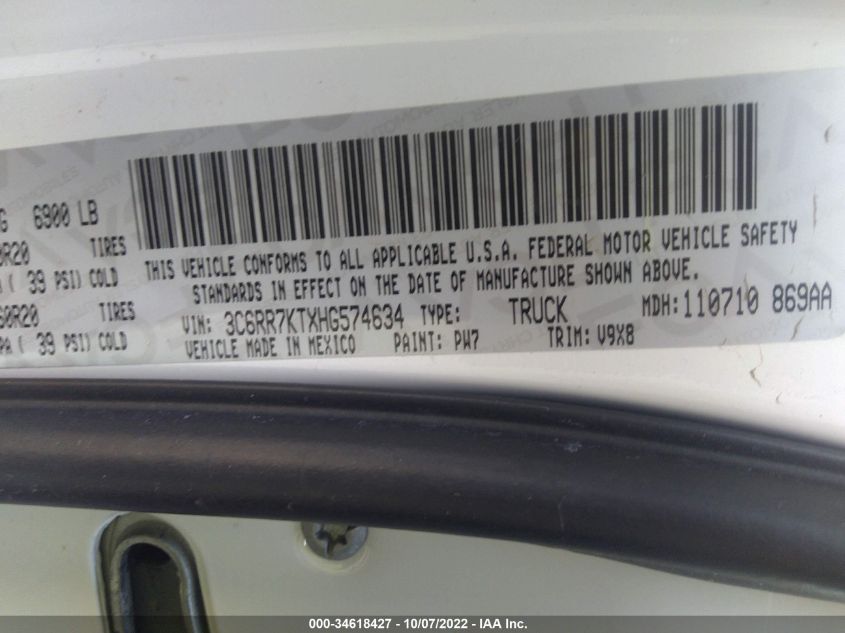 6900 LB
TIRES
THIS VEHICLE CONFORMS TO ALL APPLICABLE U.S.A. FEDERAL MOTOR VEHICLE SAFETY
( 39 PSI) COLD
STANDARDS IN EFFECT ON THE DATE OF MANUFACTURE SHOWN ABOVE.
TIRES
VIN: 3C6RR7KTXHG574634 TYPE: TRUCK MDH:110710 869AA
( 39 PSI) COLD
VEHICLE MADE IN MEXICO PAINT: PW7 TRIM: V9X8
000-34618427 - 10/07/2022 - IAA Inc.